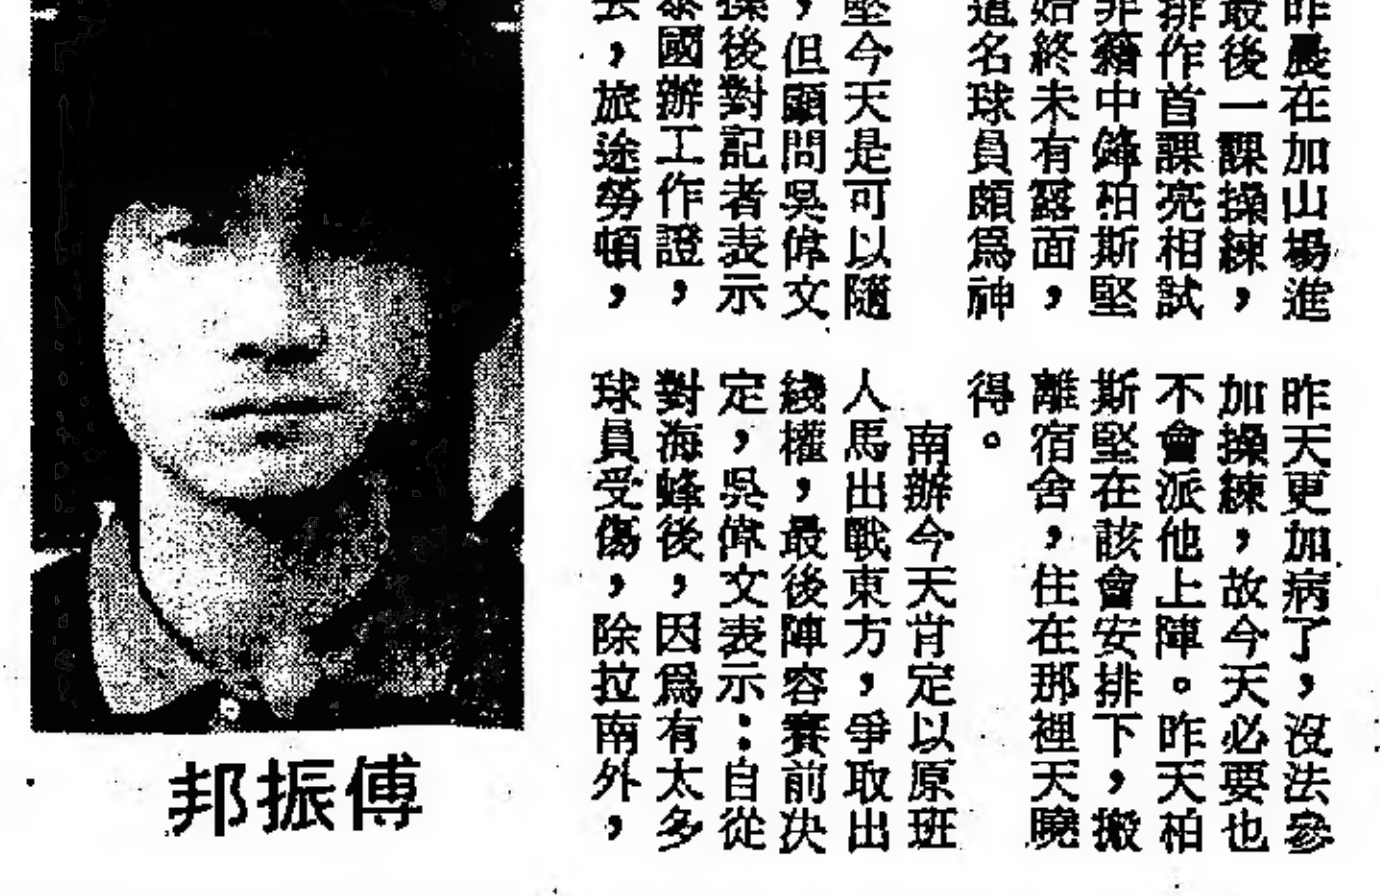 昨晨在加山場進
最後一課操練，
排作首課亮相試
非籍中鋒柏斯堅
始終未有露面，
這名球員頗爲神
堅今天是可以隨
，但顧問吳偉文
操後對記者表示
泰國辦工作證，
去，旅途勞頓，
昨天更加病了，沒法參
加操練，故今天必要也
不會派他上陣。昨天柏
斯堅在該會安排下，搬
離宿舍，住在那裡天曉
得。
南辦今天肯定以原班
人馬出戰東方，爭取出
綫權，最後陣容賽前决
定，吳偉文表示：自從
對海蜂後，因爲有太多
球員受傷，除拉南外，
邦振傅